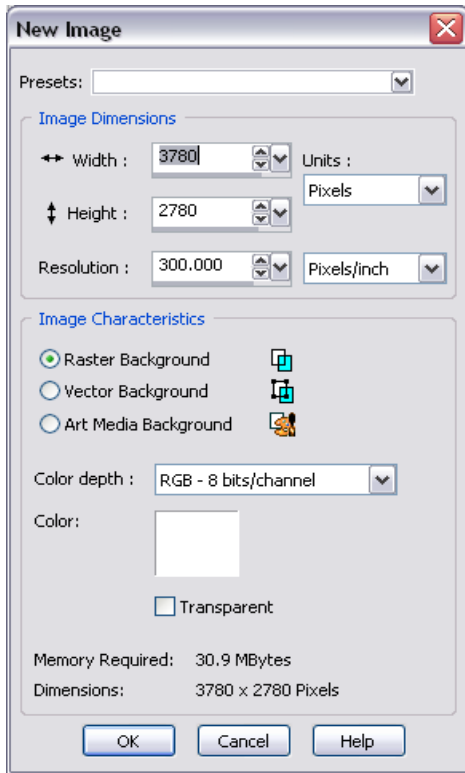 New Image
Presets:
Image Dimensions
Width : 3780 Units :
Pixels
Height : 2780
Resolution : 300.000 Pixels/inch
Image Characteristics
Raster Background
Vector Background
Art Media Background
Color depth : RGB - 8 bits/channel
Color:
Transparent
Memory Required: 30.9 MBytes
Dimensions: 3780 x 2780 Pixels
OK Cancel Help